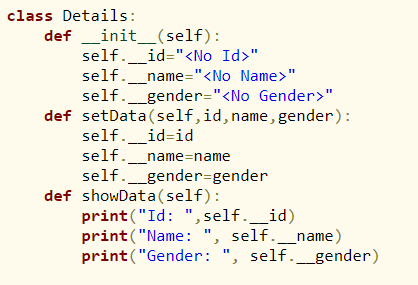 class Details:
    def __init__(self):
        self.__id="<No Id>"
        self.__name="<No Name>"
        self.__gender="<No Gender>"
    def setData(self,id,name,gender):
        self.__id=id
        self.__name=name
        self.__gender=gender
    def showData(self):
        print("Id: ",self.__id)
        print("Name: ", self.__name)
        print("Gender: ", self.__gender)